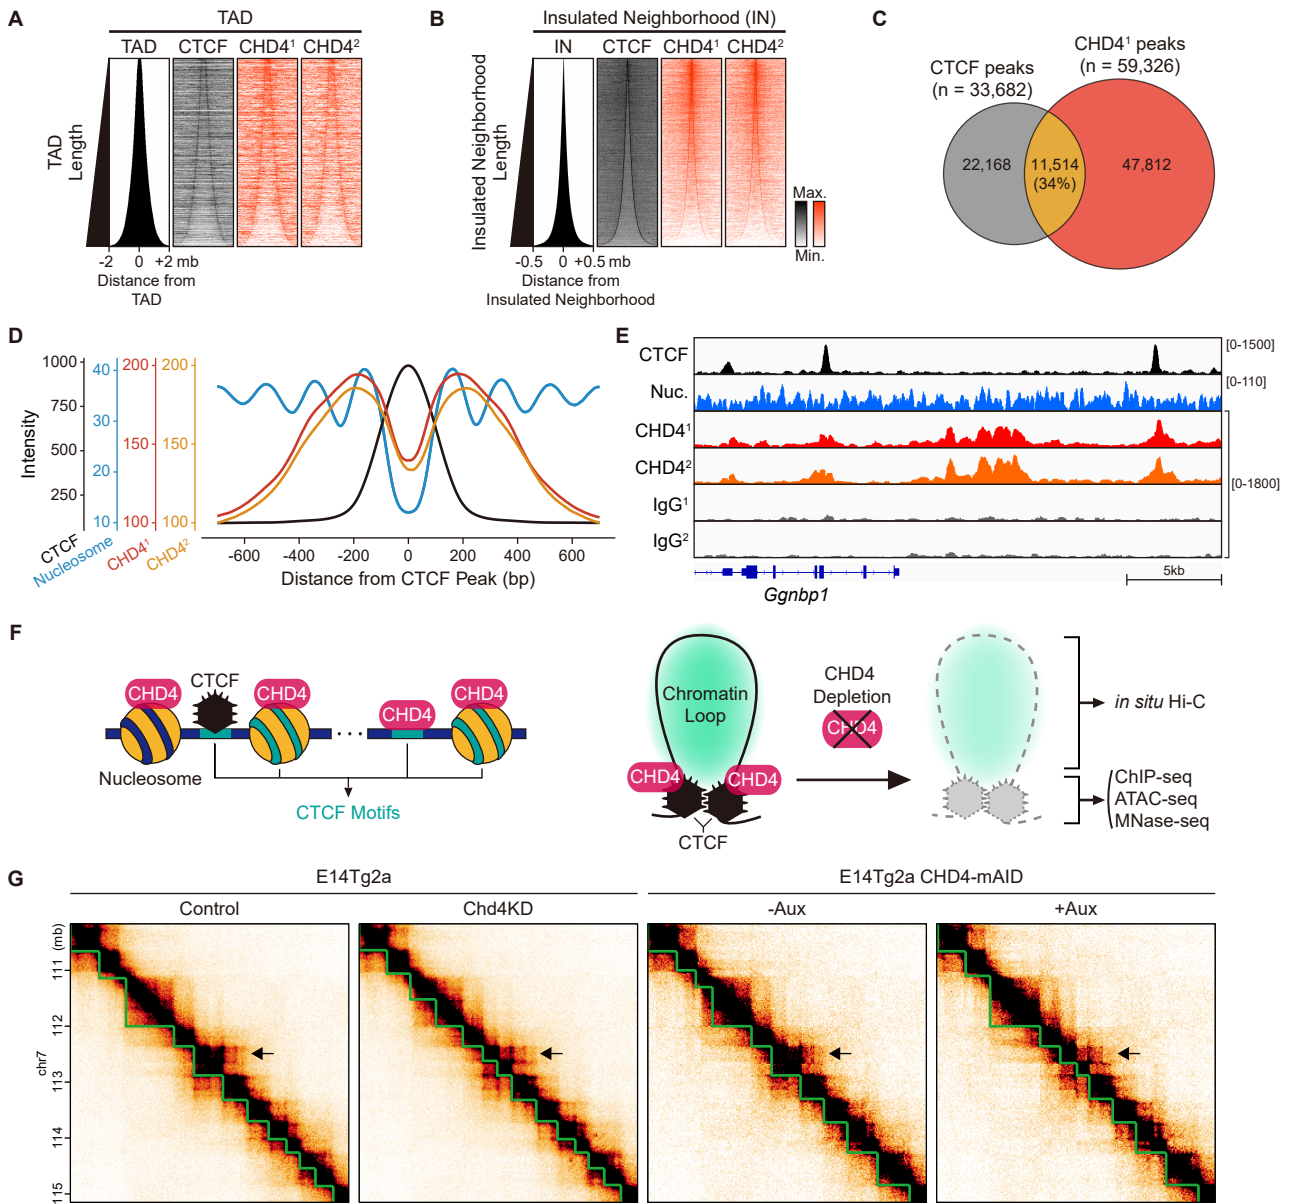 A
TAD
TAD CTCF CHD4¹ CHD4²
TAD
Length
-2 0 +2 mb
Distance from
TAD
B
Insulated Neighborhood (IN)
IN CTCF CHD4¹ CHD4²
Insulated Neighborhood
Length
-0.5 0 +0.5 mb
Distance from
Insulated Neighborhood
Max.
Min.
C
CHD4¹ peaks
(n = 59,326)
CTCF peaks
(n = 33,682)
22,168 11,514 47,812
(34%)
D
Intensity
1000
750
500
250
CTCF
40
30
20
10
Nucleosome
200
150
100
CHD4¹
200
150
100
CHD4²
-600 -400 -200 0 200 400 600
Distance from CTCF Peak (bp)
E
CTCF [0-1500]
Nuc. [0-110]
CHD4¹
CHD4²
[0-1800]
IgG¹
IgG²
5kb
Ggnbp1
F
CHD4 CTCF CHD4 CHD4 CHD4
Nucleosome
CTCF Motifs
Chromatin
Loop
CHD4 CHD4
CTCF
CHD4
Depletion
CHD4
in situ Hi-C
ChIP-seq
ATAC-seq
MNase-seq
G
E14Tg2a E14Tg2a CHD4-mAID
Control Chd4KD -Aux +Aux
(mb)
111
112
chr7
113
114
115